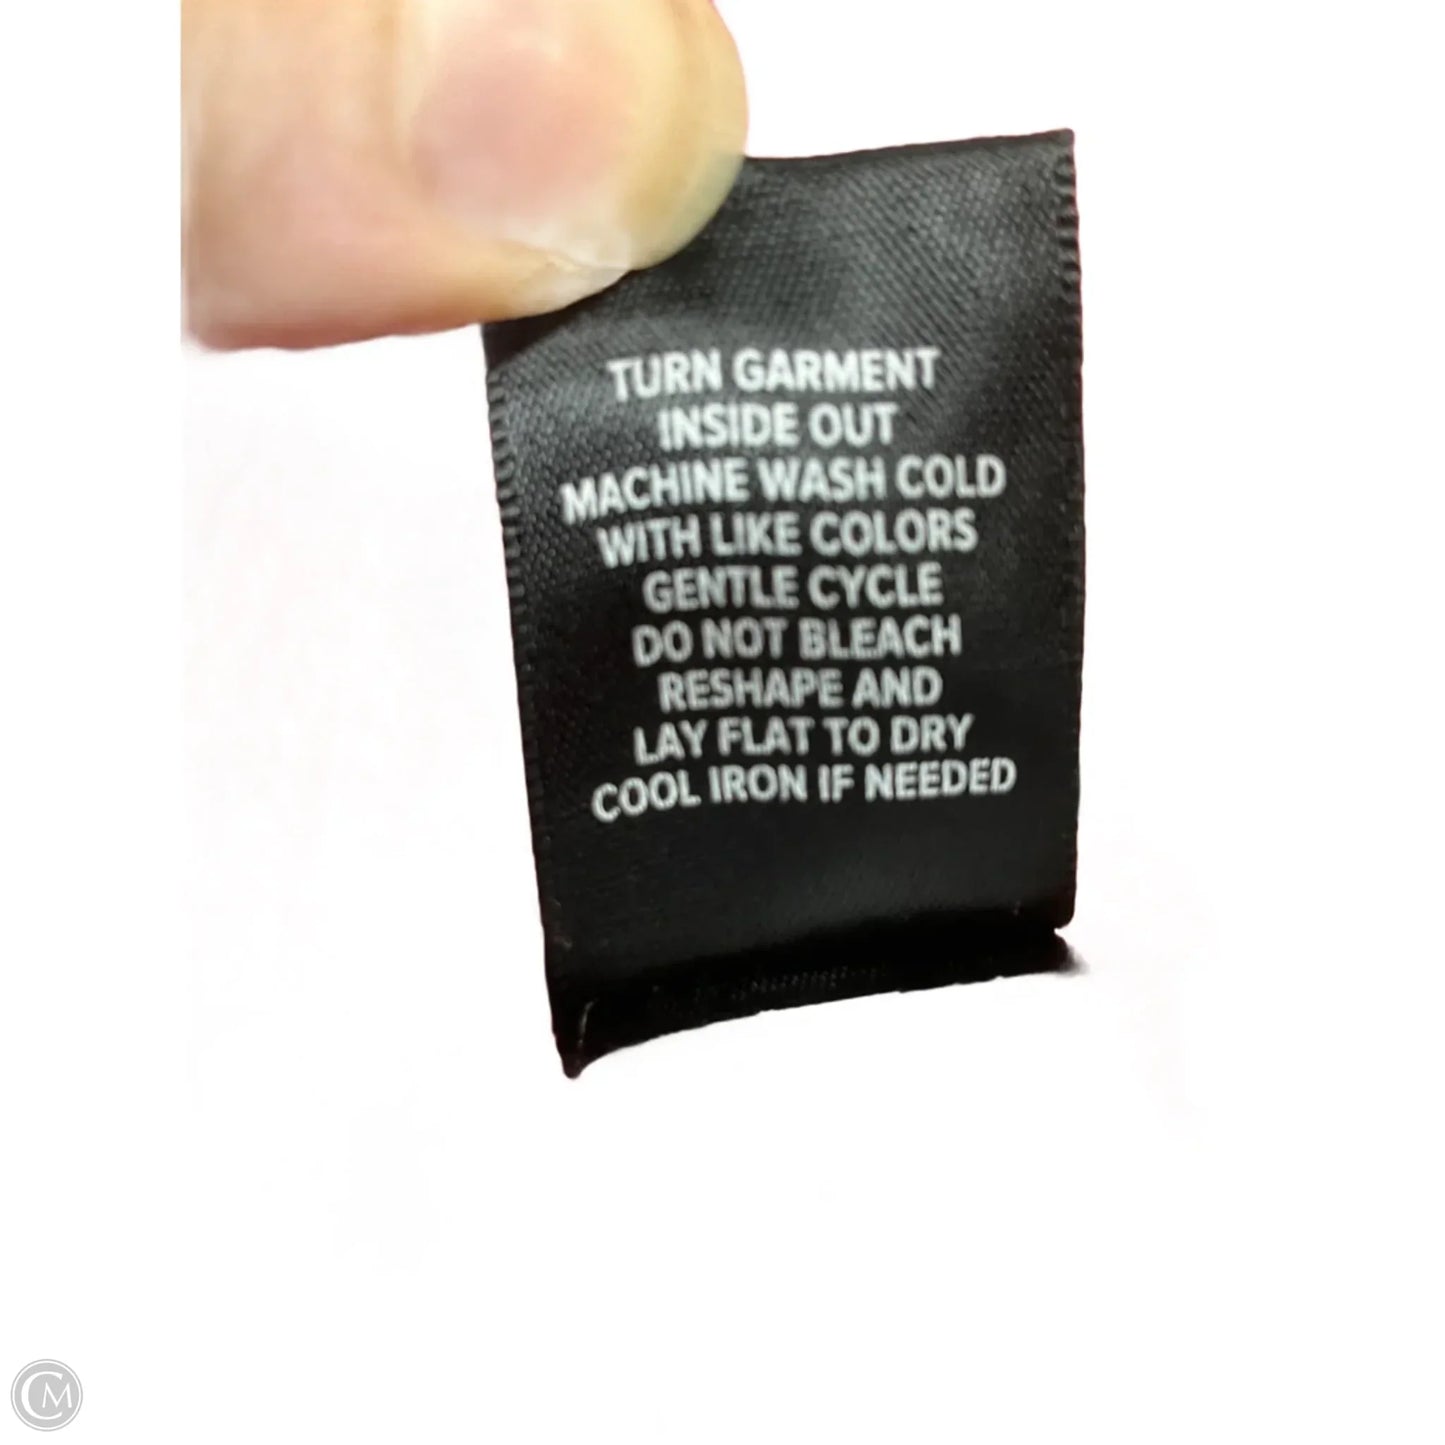 TURN GARMENT
INSIDE OUT
MACHINE WASH COLD
WITH LIKE COLORS
GENTLE CYCLE
DO NOT BLEACH
RESHAPE AND
LAY FLAT TO DRY
COOL IRON IF NEEDED
CM